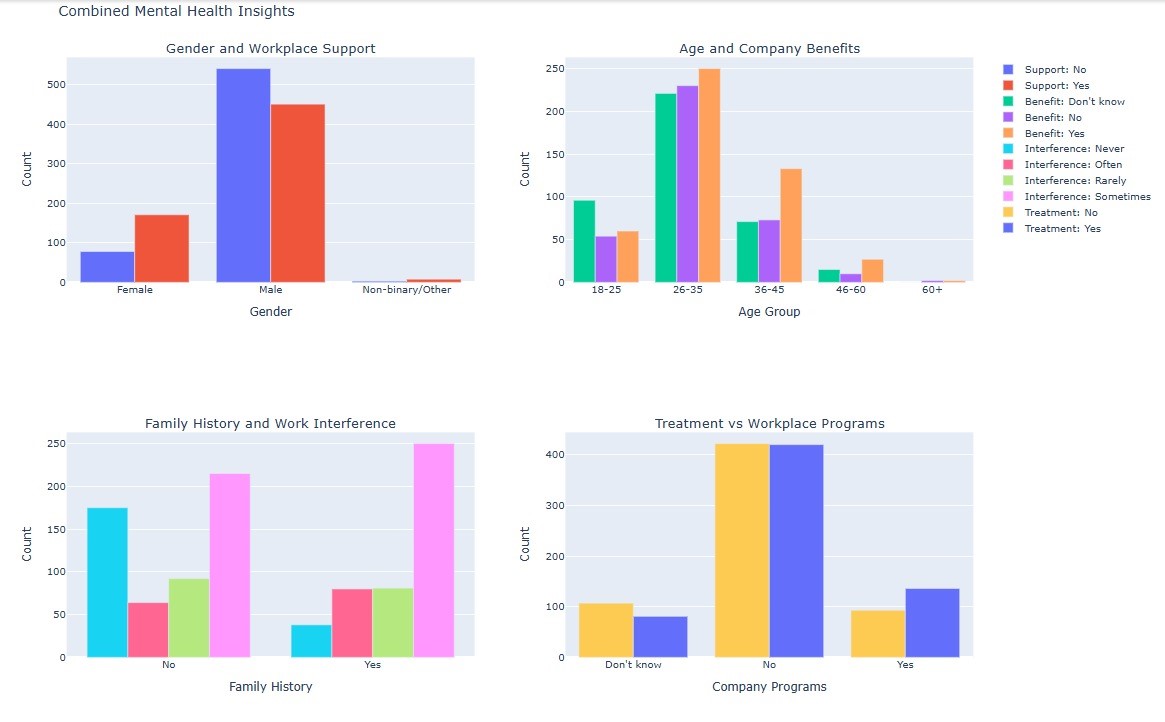 Combined Mental Health Insights
Gender and Workplace Support
Count
500
400
300
200
100
0
Female
Male
Non-binary/Other
Gender
Age and Company Benefits
Count
250
200
150
100
50
0
18-25
26-35
36-45
46-60
60+
Age Group
Support: No
Support: Yes
Benefit: Don't know
Benefit: No
Benefit: Yes
Interference: Never
Interference: Often
Interference: Rarely
Interference: Sometimes
Treatment: No
Treatment: Yes
Family History and Work Interference
Count
250
200
150
100
50
0
No
Yes
Family History
Treatment vs Workplace Programs
Count
400
300
200
100
0
Don't know
No
Yes
Company Programs